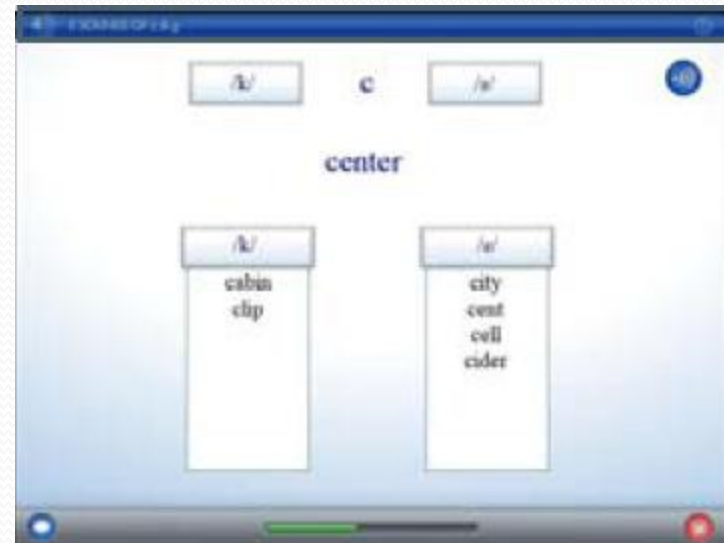 /k/ c /s/
center
/k/ /s/
cabin city
clip cent
cell
cider